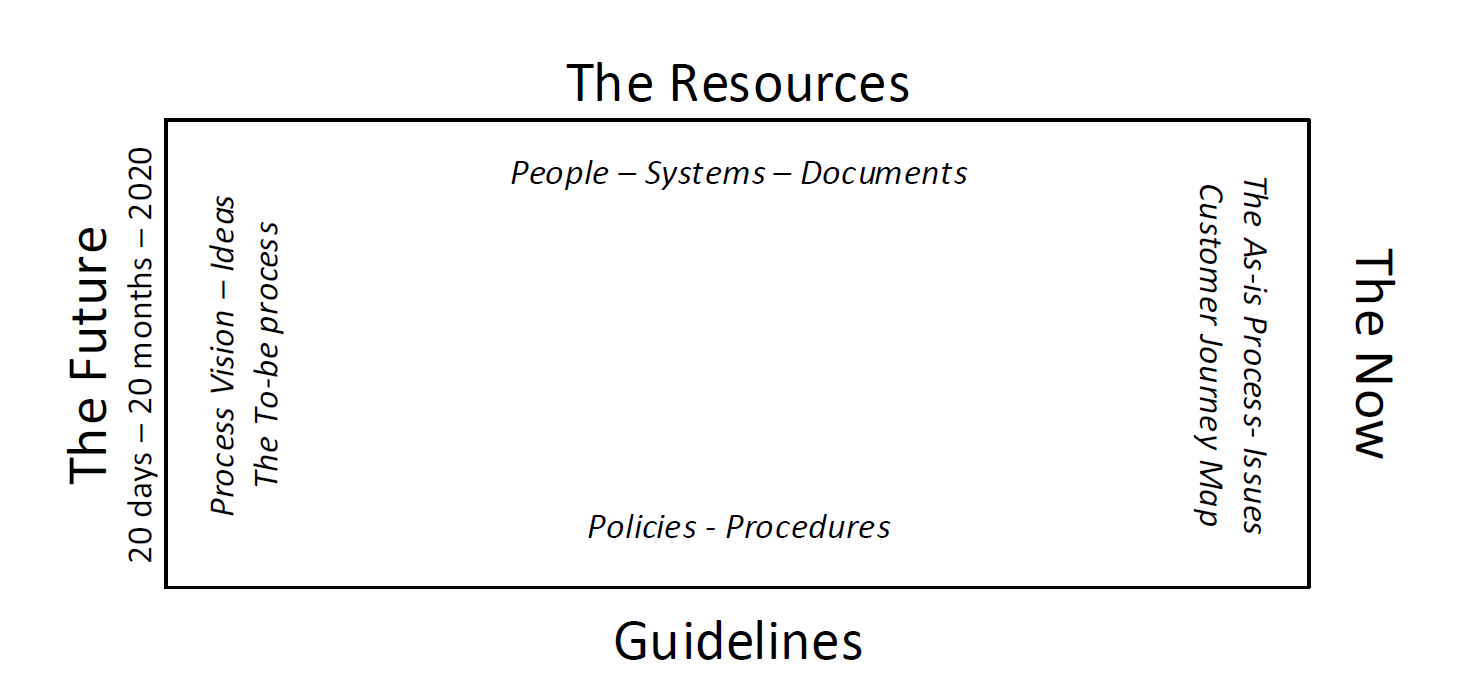 The Resources
People – Systems – Documents
The Future
20 days – 20 months – 2020
Process Vision – Ideas
The To-be process
The As-is Process- Issues
Customer Journey Map
The Now
Policies - Procedures
Guidelines